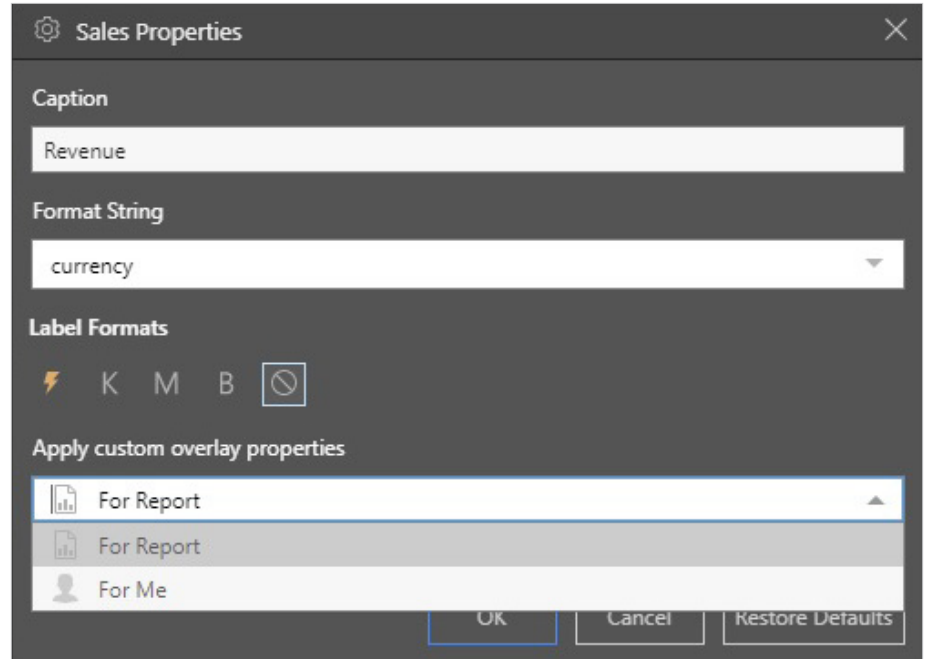 Sales Properties
Caption
Revenue
Format String
currency
Label Formats
K M B
Apply custom overlay properties
For Report
For Report
For Me
OK Cancel Restore Defaults